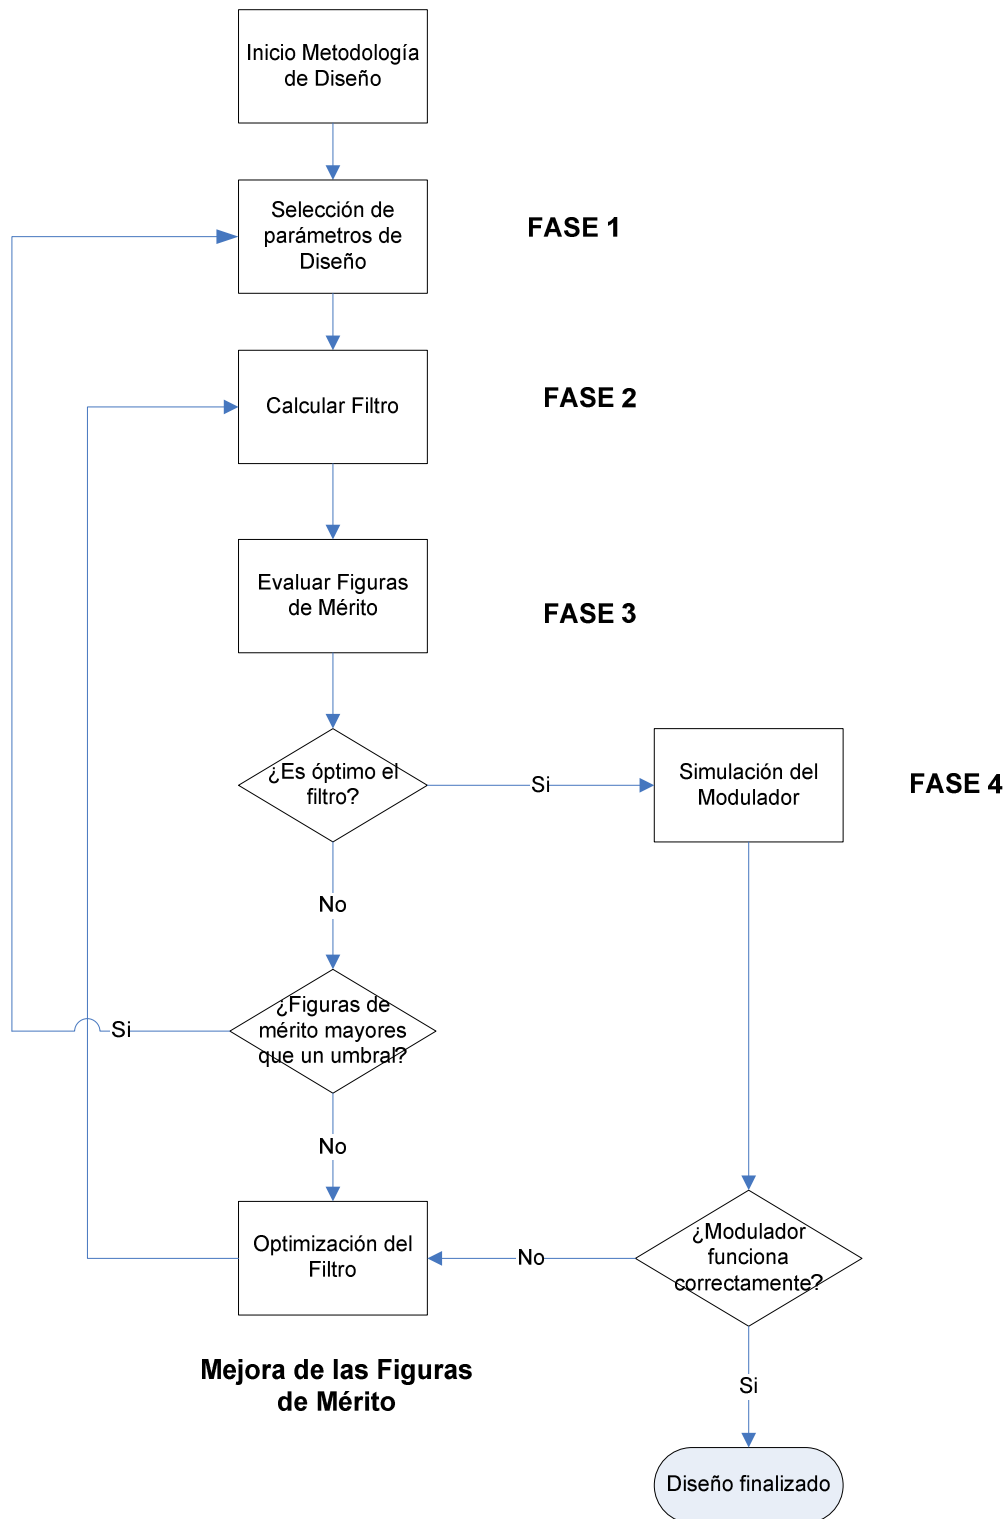 Inicio Metodología
de Diseño
Selección de
parámetros de
Diseño
FASE 1
Calcular Filtro
FASE 2
Evaluar Figuras
de Mérito
FASE 3
¿Es óptimo el
filtro?
Si
Simulación del
Modulador
FASE 4
No
¿Figuras de
mérito mayores
que un umbral?
Si
No
Optimización del
Filtro
No
¿Modulador
funciona
correctamente?
Mejora de las Figuras
de Mérito
Si
Diseño finalizado